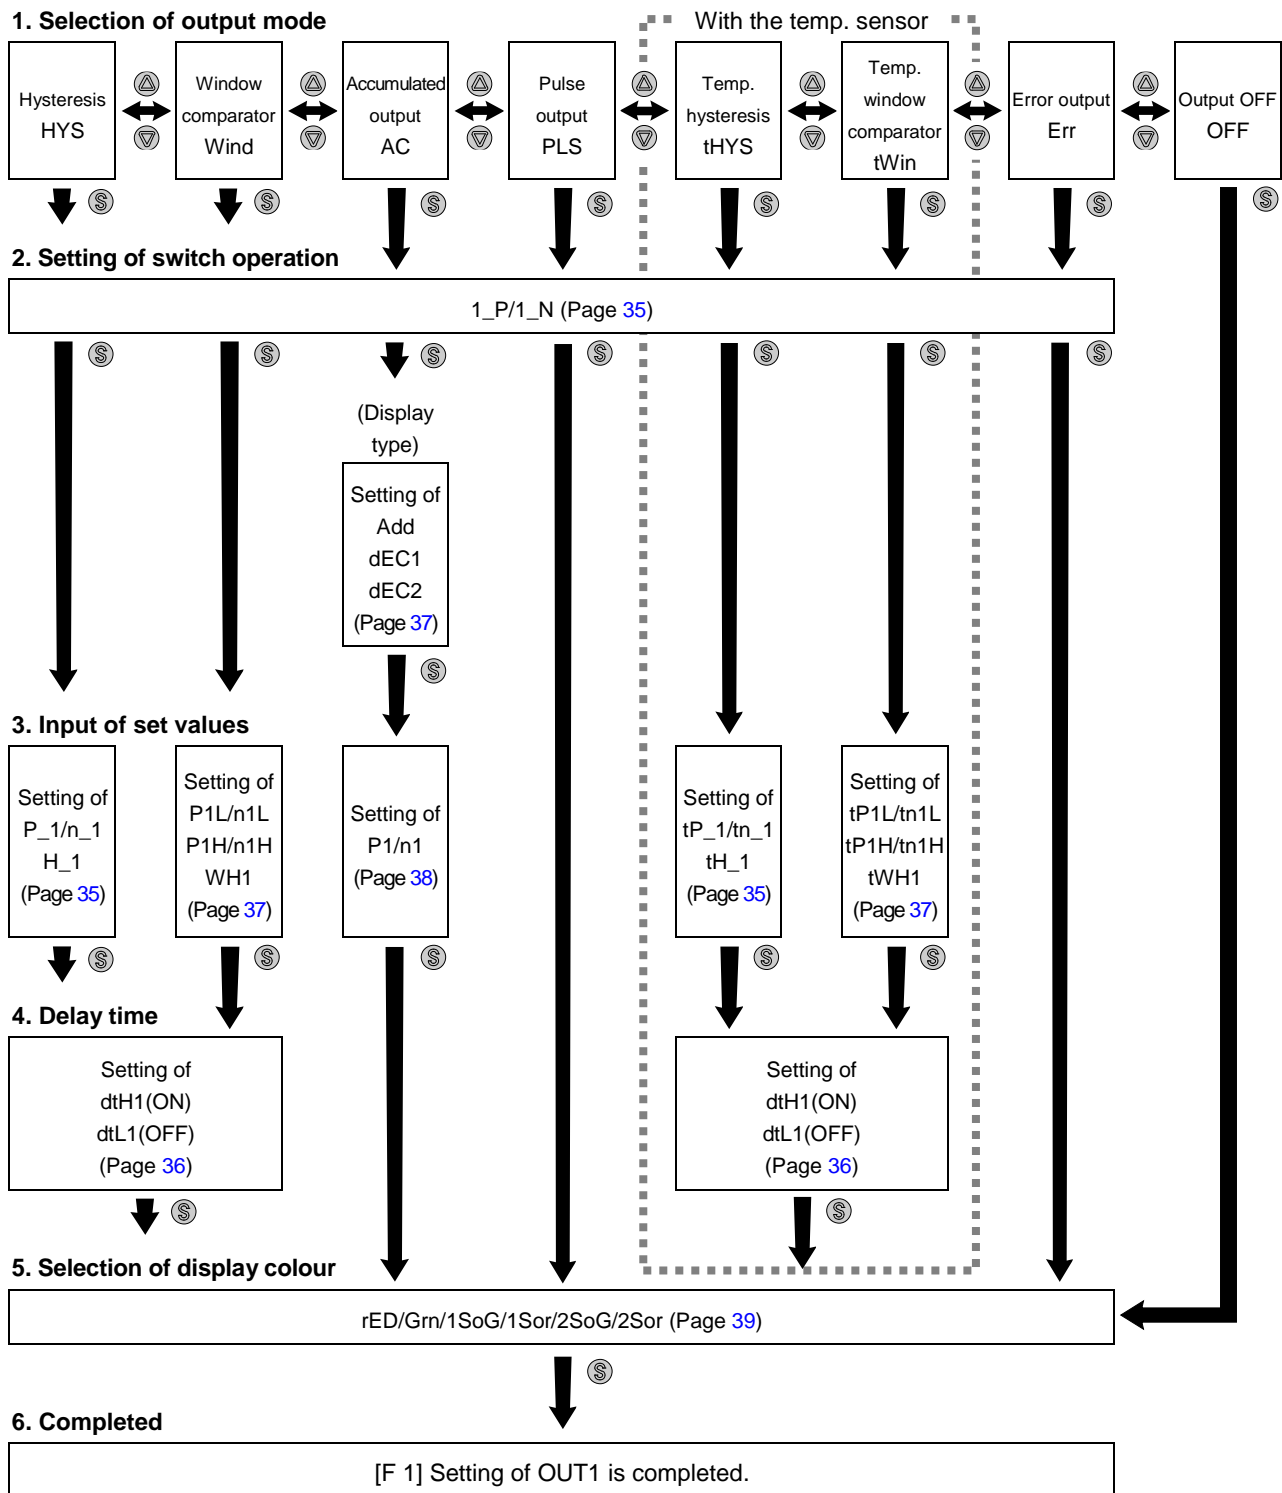 1. Selection of output mode
With the temp. sensor
Hysteresis
HYS
Window
comparator
Wind
Accumulated
output
AC
Pulse
output
PLS
Temp.
hysteresis
tHYS
Temp.
window
comparator
tWin
Error output
Err
Output OFF
OFF
S
S
S
S
S
S
S
S
2. Setting of switch operation
1_P/1_N (Page 35)
S
S
S
S
S
S
S
(Display
type)
Setting of
Add
dEC1
dEC2
(Page 37)
S
3. Input of set values
Setting of
P_1/n_1
H_1
(Page 35)
Setting of
P1L/n1L
P1H/n1H
WH1
(Page 37)
Setting of
P1/n1
(Page 38)
Setting of
tP_1/tn_1
tH_1
(Page 35)
Setting of
tP1L/tn1L
tP1H/tn1H
tWH1
(Page 37)
S
S
S
S
S
4. Delay time
Setting of
dtH1(ON)
dtL1(OFF)
(Page 36)
Setting of
dtH1(ON)
dtL1(OFF)
(Page 36)
S
S
5. Selection of display colour
rED/Grn/1SoG/1Sor/2SoG/2Sor (Page 39)
S
6. Completed
[F 1] Setting of OUT1 is completed.